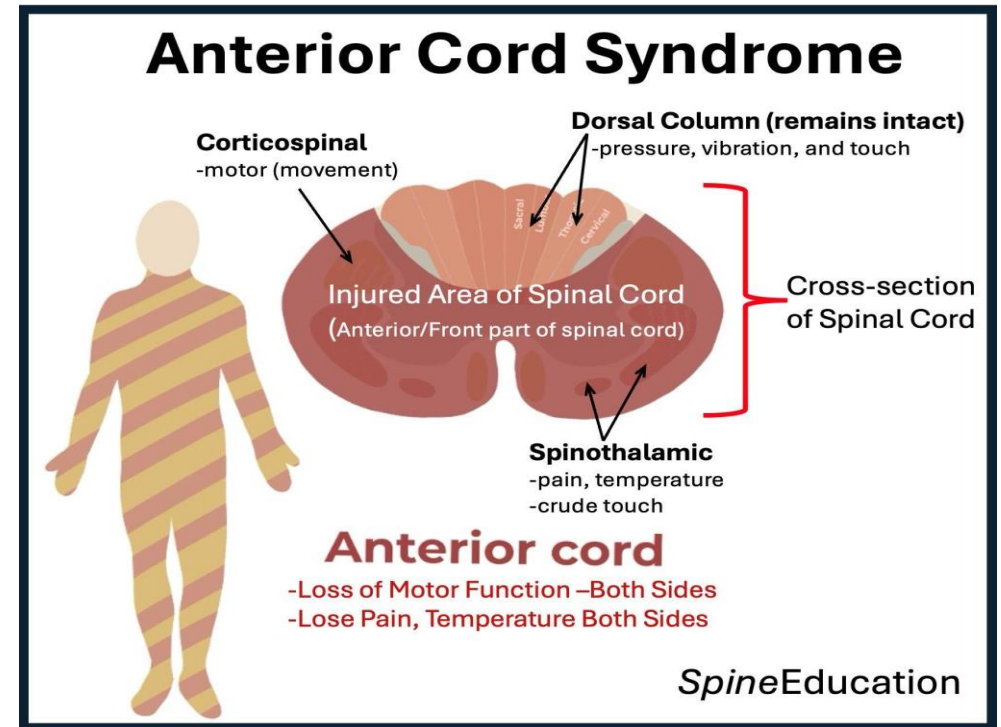 Anterior Cord Syndrome
Dorsal Column (remains intact)
-pressure, vibration, and touch
Corticospinal
-motor (movement)
Sacral
Cervical
Injured Area of Spinal Cord
(Anterior/Front part of spinal cord)
Cross-section
of Spinal Cord
Spinothalamic
-pain, temperature
-crude touch
Anterior cord
-Loss of Motor Function –Both Sides
-Lose Pain, Temperature Both Sides
SpineEducation